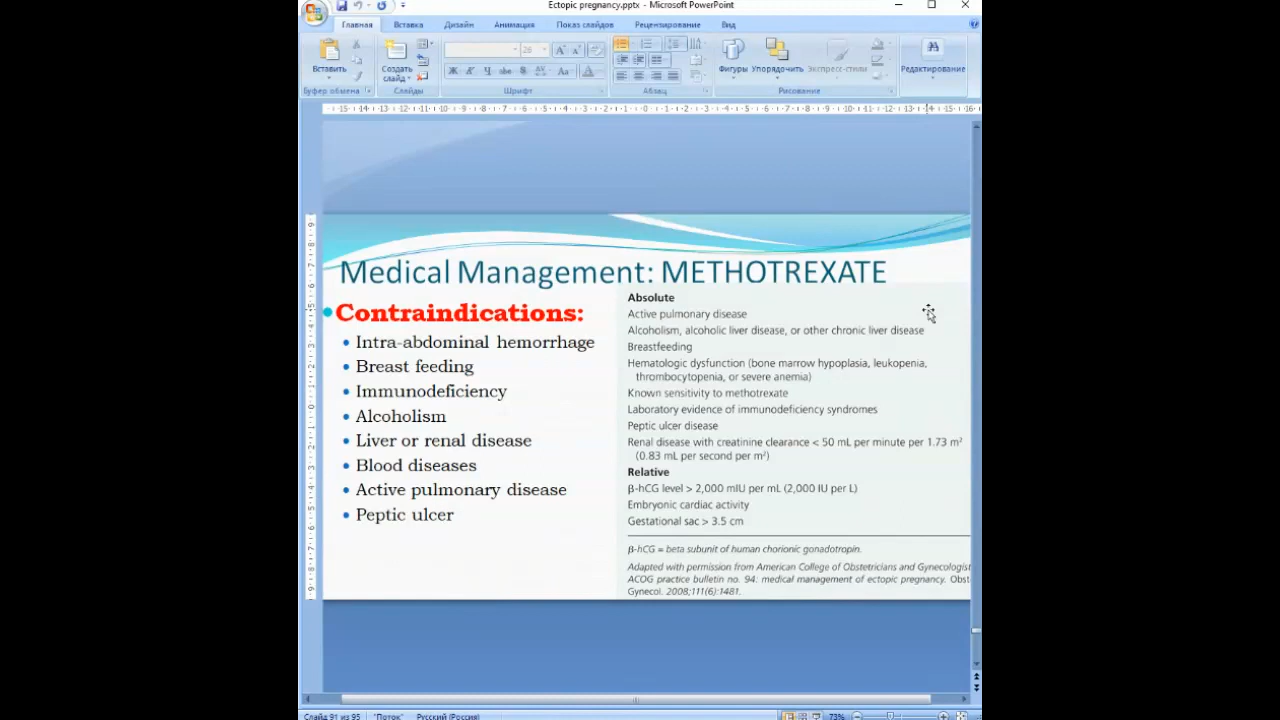 Ectopic pregnancy.pptx - Microsoft PowerPoint
Главная Вставка Дизайн Анимация Показ слайдов Рецензирование Вид
Вставить
Создать слайд
Фигуры Упорядочить Экспресс-стили
Редактирование
Буфер обмена Слайды Шрифт Абзац Рисование
Medical Management: METHOTREXATE
Contraindications:
Intra-abdominal hemorrhage
Breast feeding
Immunodeficiency
Alcoholism
Liver or renal disease
Blood diseases
Active pulmonary disease
Peptic ulcer
Absolute
Active pulmonary disease
Alcoholism, alcoholic liver disease, or other chronic liver disease
Breastfeeding
Hematologic dysfunction (bone marrow hypoplasia, leukopenia,
thrombocytopenia, or severe anemia)
Known sensitivity to methotrexate
Laboratory evidence of immunodeficiency syndromes
Peptic ulcer disease
Renal disease with creatinine clearance < 50 mL per minute per 1.73 m²
(0.83 mL per second per m²)
Relative
β-hCG level > 2,000 mIU per mL (2,000 IU per L)
Embryonic cardiac activity
Gestational sac > 3.5 cm
β-hCG = beta subunit of human chorionic gonadotropin.
Adapted with permission from American College of Obstetricians and Gynecologist
ACOG practice bulletin no. 94: medical management of ectopic pregnancy. Obst
Gynecol. 2008;111(6):1481.
Слайд 91 из 95 "Поток" Русский (Россия) 73%